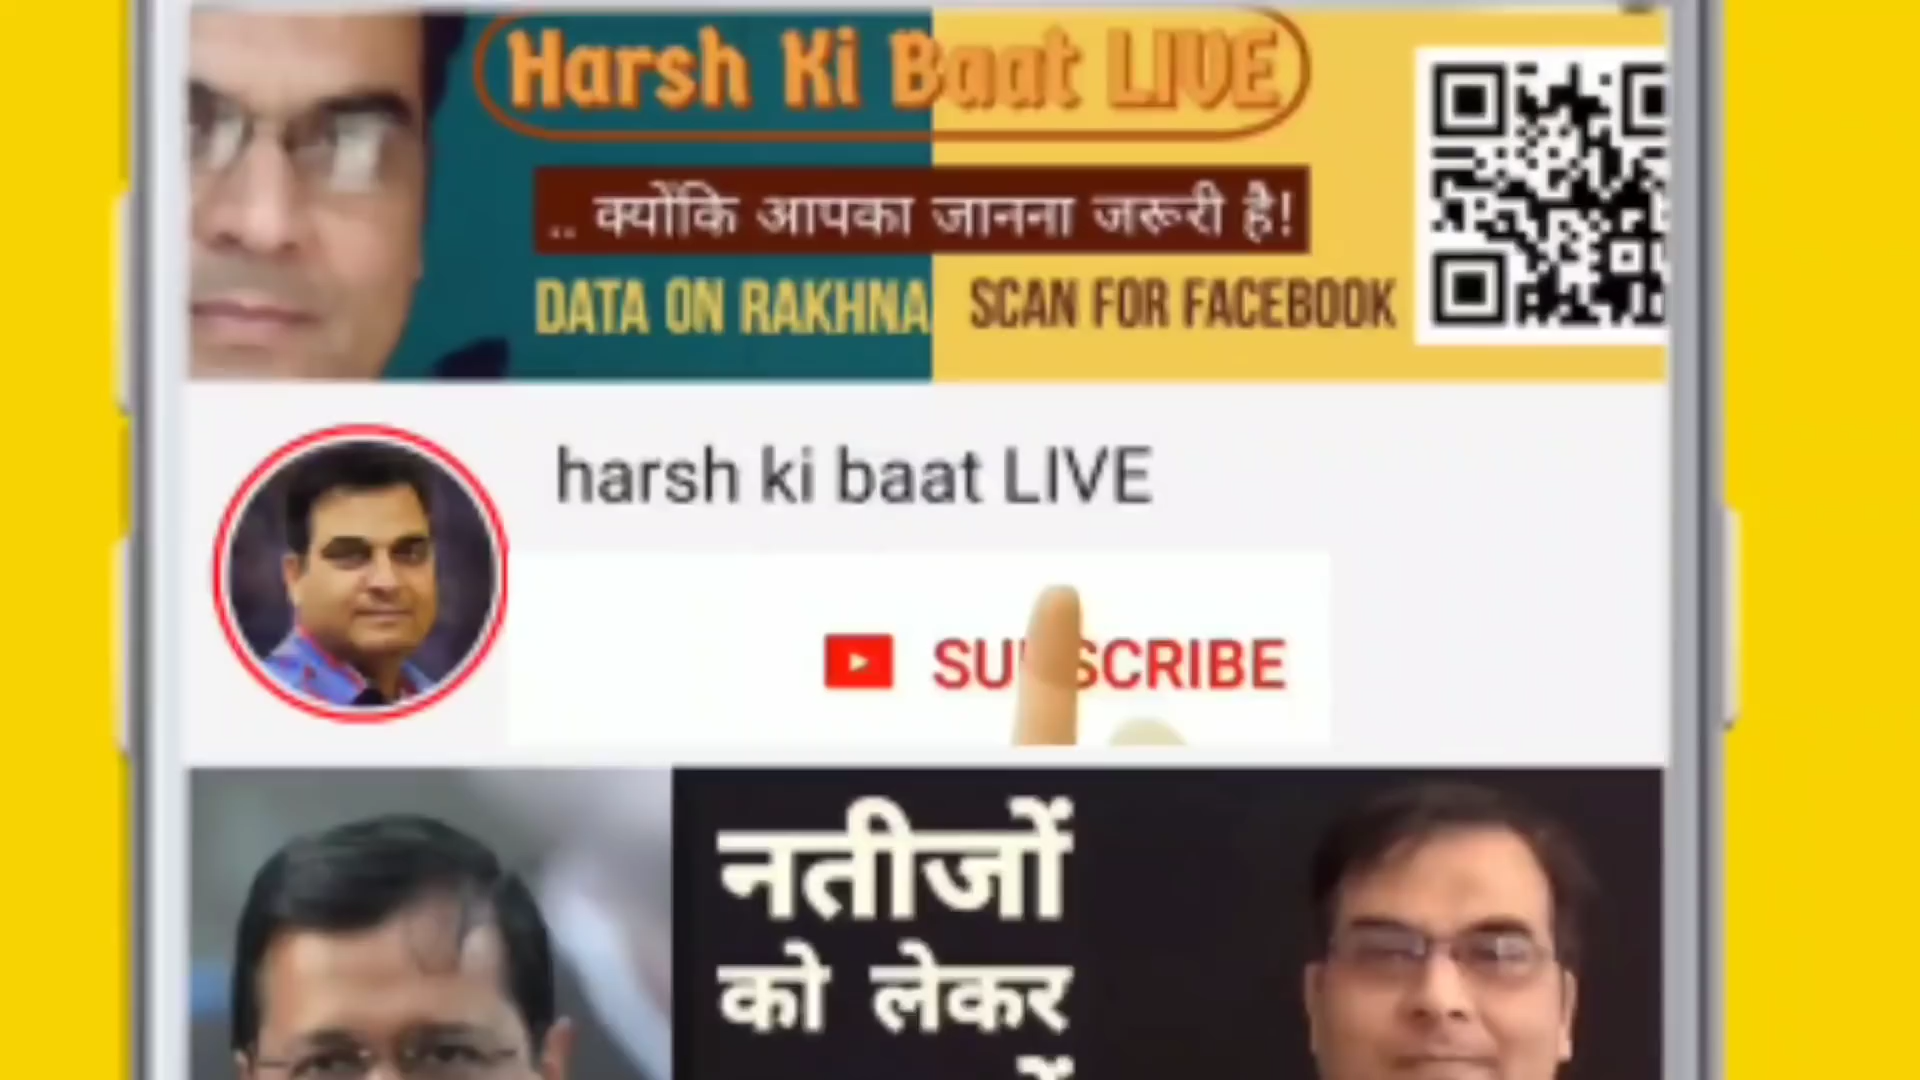 Harsh Ki Baat LIVE
.. क्योंकि आपका जानना जरूरी है!
DATA ON RAKHNA SCAN FOR FACEBOOK
harsh ki baat LIVE
SUBSCRIBE
नतीजों
को लेकर